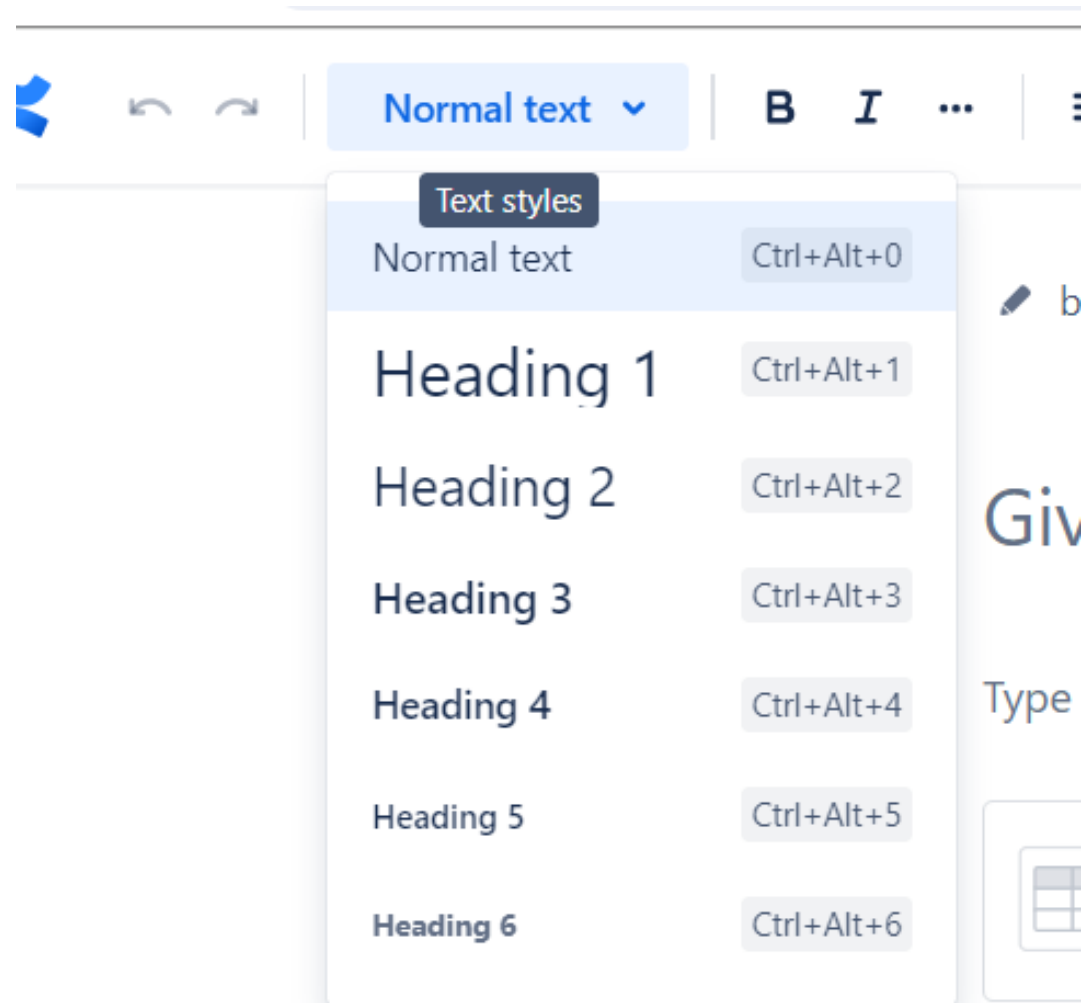 Normal text
B I ...
Text styles
Normal text Ctrl+Alt+0
b
Heading 1 Ctrl+Alt+1
Heading 2 Ctrl+Alt+2
Giv
Heading 3 Ctrl+Alt+3
Heading 4 Ctrl+Alt+4
Type
Heading 5 Ctrl+Alt+5
Heading 6 Ctrl+Alt+6